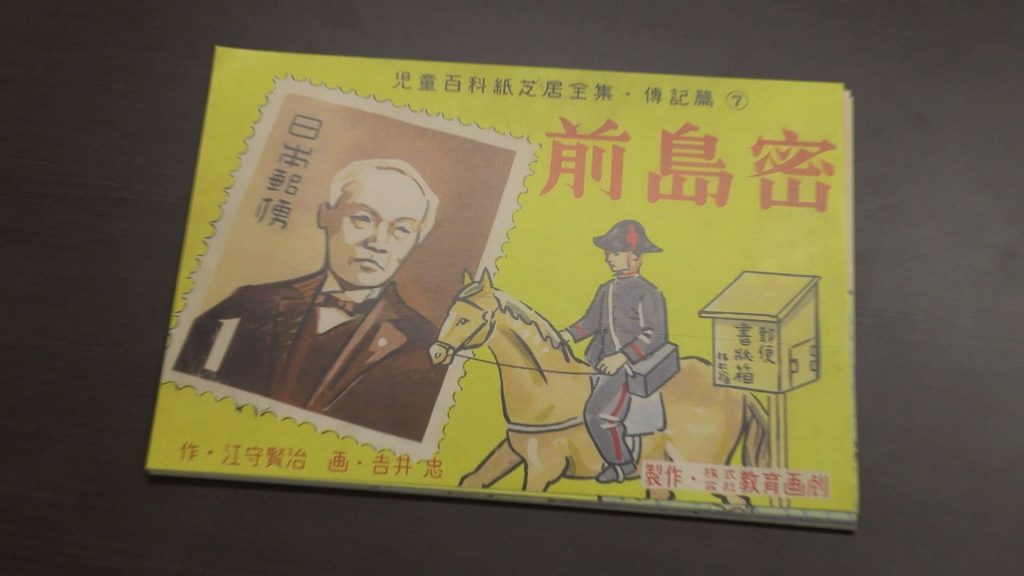 児童百科紙芝居全集・傳記篇 ⑦
前島密
日本郵便
1
郵便
書狀箱
作・江守賢治 画・吉井忠
製作・株式会社教育画劇